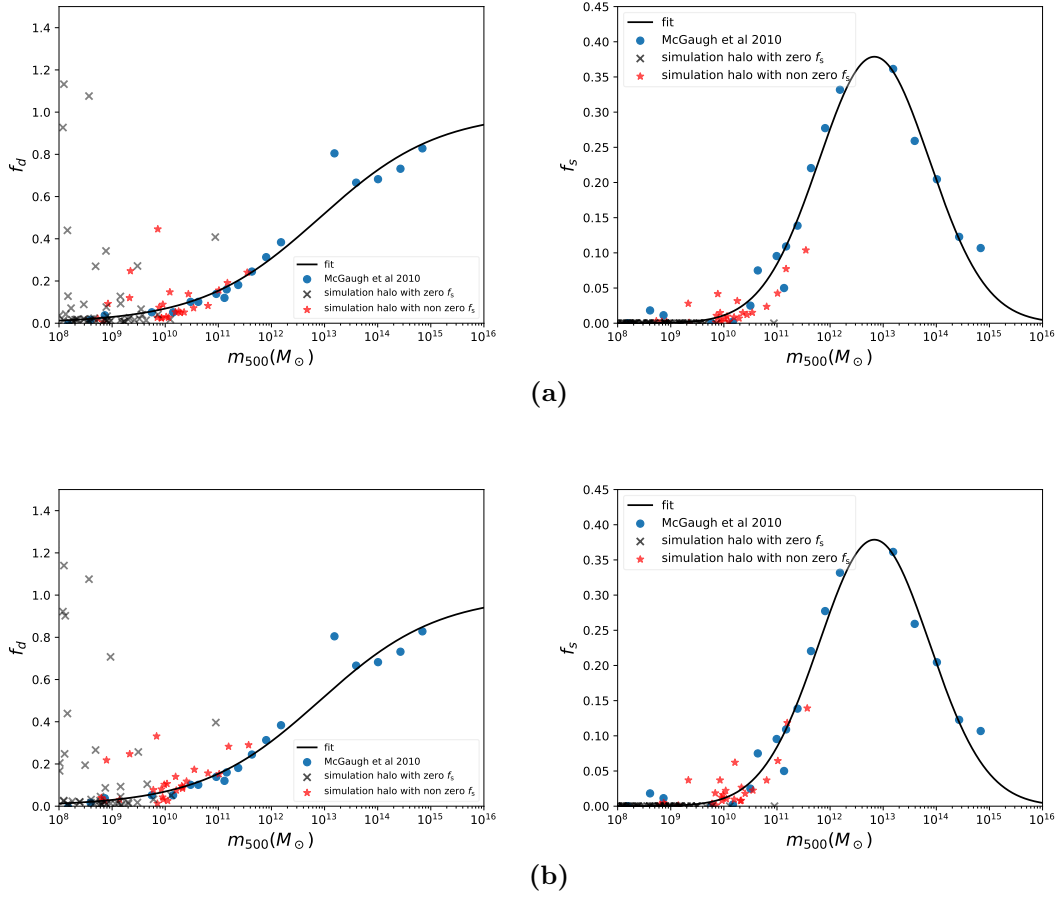 1.4
1.2
1.0
0.8
0.6
0.4
0.2
0.0
f_d
10^8 10^9 10^10 10^11 10^12 10^13 10^14 10^15 10^16
m_500(M_⊙)
fit
McGaugh et al 2010
simulation halo with zero f_s
simulation halo with non zero f_s
0.45
0.40
0.35
0.30
0.25
0.20
0.15
0.10
0.05
0.00
f_s
10^8 10^9 10^10 10^11 10^12 10^13 10^14 10^15 10^16
m_500(M_⊙)
fit
McGaugh et al 2010
simulation halo with zero f_s
simulation halo with non zero f_s
(a)
1.4
1.2
1.0
0.8
0.6
0.4
0.2
0.0
f_d
10^8 10^9 10^10 10^11 10^12 10^13 10^14 10^15 10^16
m_500(M_⊙)
fit
McGaugh et al 2010
simulation halo with zero f_s
simulation halo with non zero f_s
0.45
0.40
0.35
0.30
0.25
0.20
0.15
0.10
0.05
0.00
f_s
10^8 10^9 10^10 10^11 10^12 10^13 10^14 10^15 10^16
m_500(M_⊙)
fit
McGaugh et al 2010
simulation halo with zero f_s
simulation halo with non zero f_s
(b)